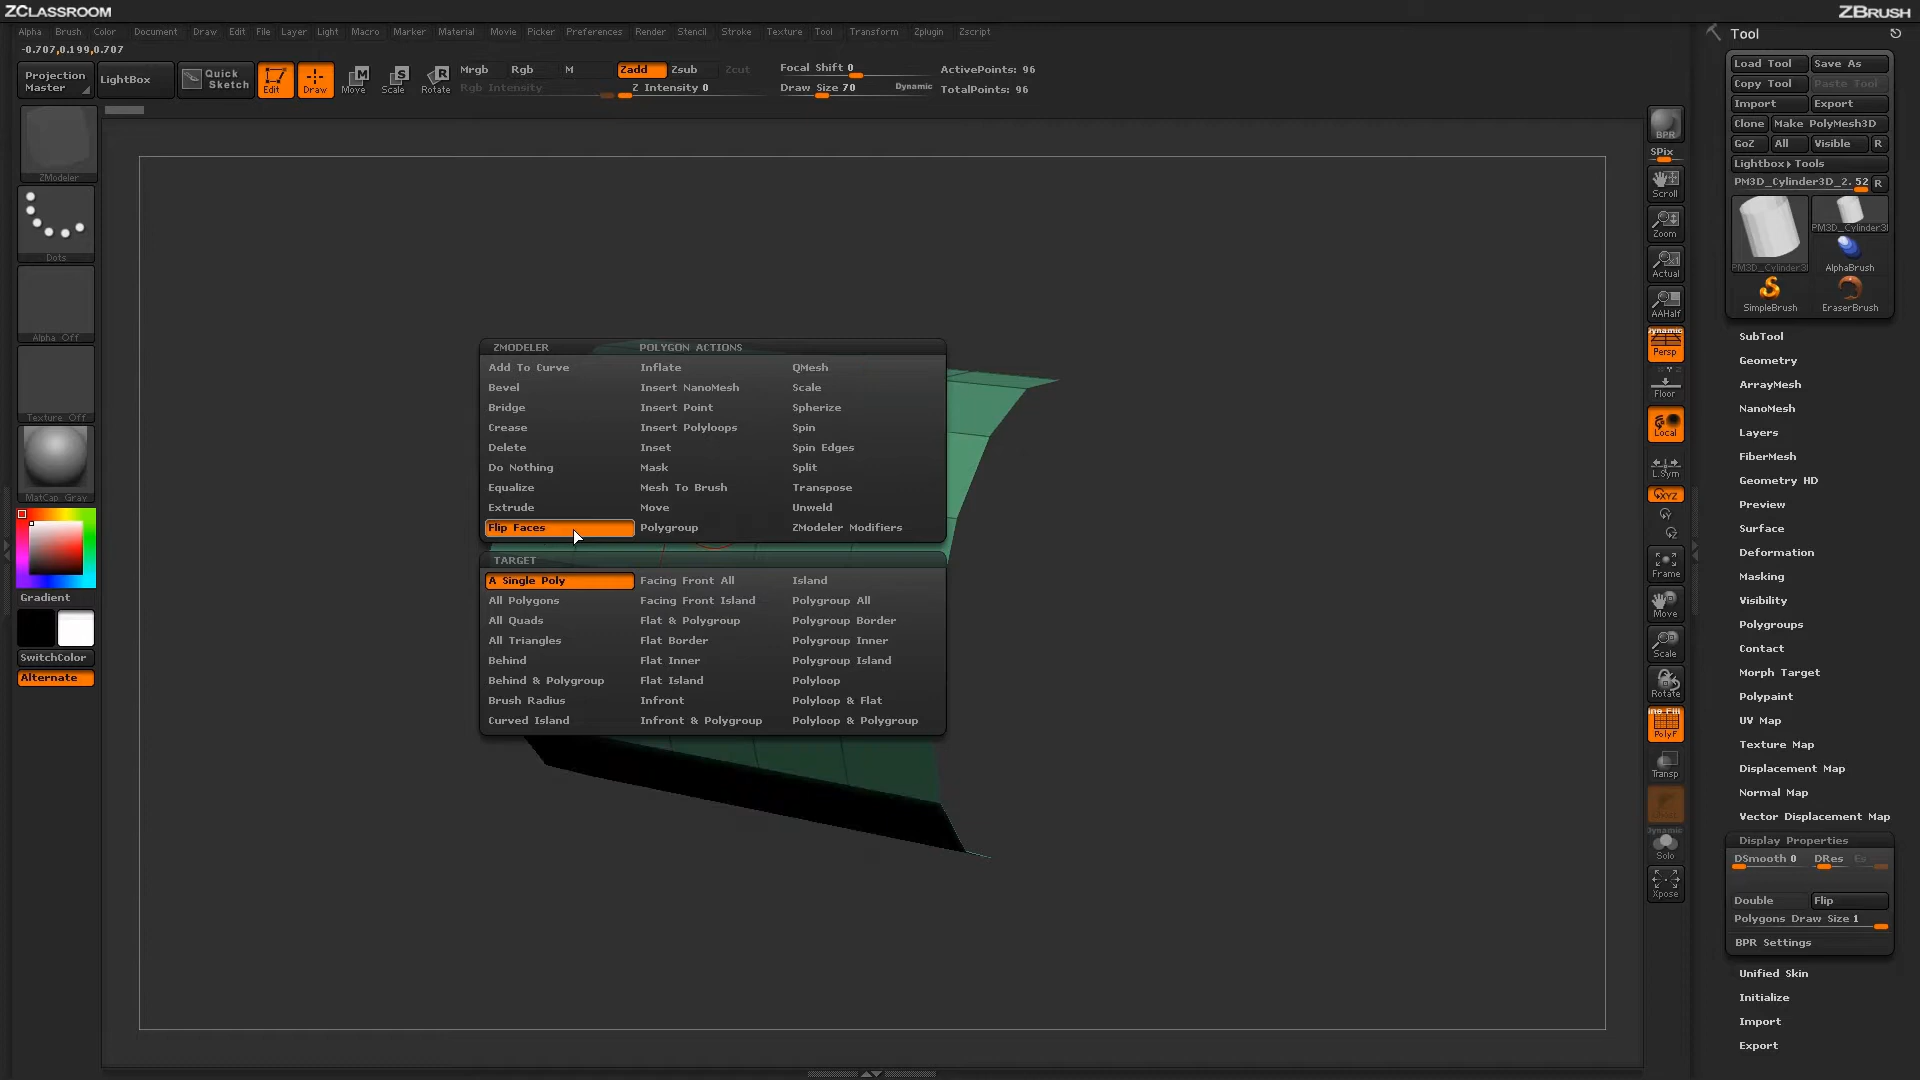 ZCLASSROOM
ZBRUSH
Alpha Brush Color Document Draw Edit File Layer Light Macro Marker Material Movie Picker Preferences Render Stencil Stroke Texture Tool Transform Zplugin Zscript
-0.707,0.199,0.707
Projection Master
LightBox
Quick Sketch
Edit
Draw
Move
Scale
Rotate
Mrgb Rgb M
Rgb Intensity
Zadd Zsub Zcut
Z Intensity 0
Focal Shift 0
Draw Size 70
Dynamic
ActivePoints: 96
TotalPoints: 96
ZModeler
Dots
Alpha Off
Texture Off
MatCap Gray
Gradient
SwitchColor
Alternate
ZMODELER POLYGON ACTIONS
Add To Curve Inflate QMesh
Bevel Insert NanoMesh Scale
Bridge Insert Point Spherize
Crease Insert Polyloops Spin
Delete Inset Spin Edges
Do Nothing Mask Split
Equalize Mesh To Brush Transpose
Extrude Move Unweld
Flip Faces Polygroup ZModeler Modifiers
TARGET
A Single Poly Facing Front All Island
All Polygons Facing Front Island Polygroup All
All Quads Flat & Polygroup Polygroup Border
All Triangles Flat Border Polygroup Inner
Behind Flat Inner Polygroup Island
Behind & Polygroup Flat Island Polyloop
Brush Radius Infront Polyloop & Flat
Curved Island Infront & Polygroup Polyloop & Polygroup
BPR
SPix
Scroll
Zoom
Actual
AAHalf
Dynamic
Persp
Floor
Local
L.Sym
XYZ
Frame
Move
Scale
Rotate
PolyF
Transp
Dynamic
Solo
Xpose
Tool
Load Tool Save As
Copy Tool Paste Tool
Import Export
Clone Make PolyMesh3D
GoZ All Visible R
Lightbox▸Tools
PM3D_Cylinder3D_2. 52 R
PM3D_Cylinder3
PM3D_Cylinder3
AlphaBrush
SimpleBrush EraserBrush
SubTool
Geometry
ArrayMesh
NanoMesh
Layers
FiberMesh
Geometry HD
Preview
Surface
Deformation
Masking
Visibility
Polygroups
Contact
Morph Target
Polypaint
UV Map
Texture Map
Displacement Map
Normal Map
Vector Displacement Map
Display Properties
DSmooth 0 DRes Es
Double Flip
Polygons Draw Size 1
BPR Settings
Unified Skin
Initialize
Import
Export